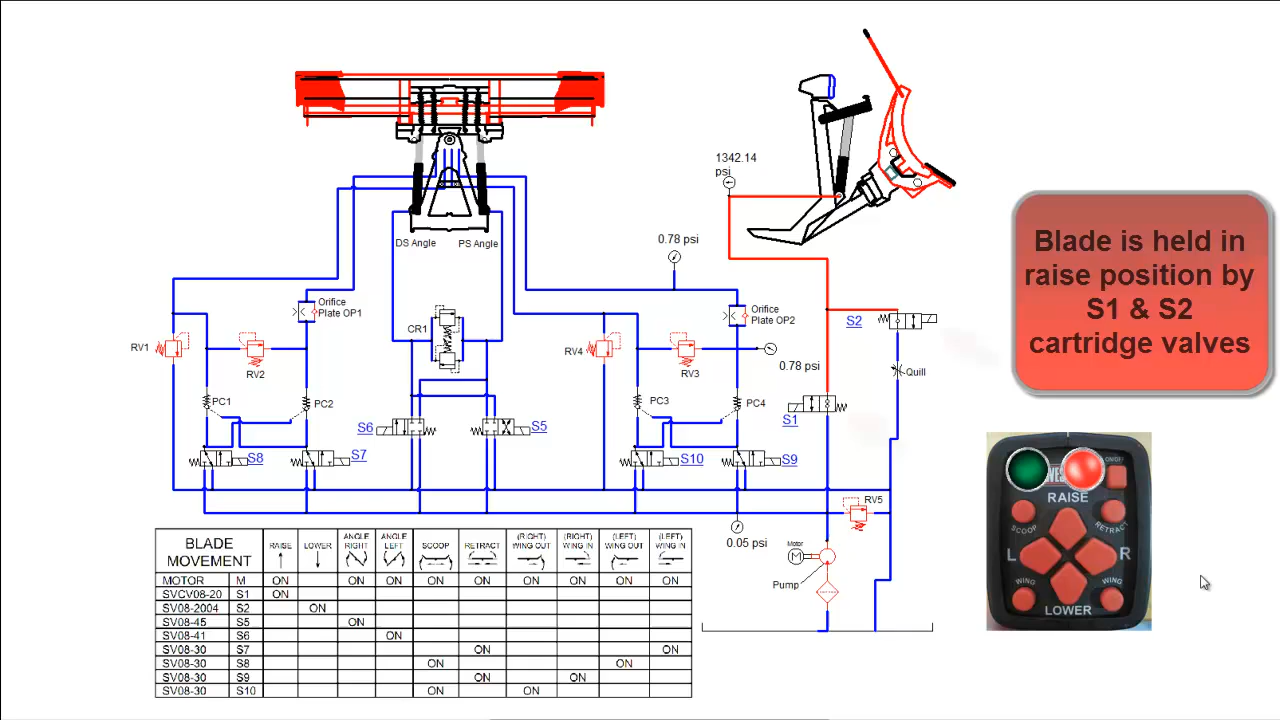 1342.14
psi
Blade is held in
raise position by
S1 & S2
cartridge valves
DS Angle
PS Angle
0.78 psi
Orifice
Plate OP1
Orifice
Plate OP2
RV1
RV2
CR1
RV4
RV3
0.78 psi
S2
Quill
PC1
PC2
PC3
PC4
S1
S6
S5
S8
S7
S10
S9
RV5
0.05 psi
Motor
M
Pump
ON/OFF
RAISE
SCOOP
RETRACT
L
R
WING
WING
LOWER
BLADE MOVEMENT RAISE LOWER ANGLE RIGHT ANGLE LEFT SCOOP RETRACT (RIGHT) WING OUT (RIGHT) WING IN (LEFT) WING OUT (LEFT) WING IN
MOTOR M ON ON ON ON ON ON ON ON ON
SVCV08-20 S1 ON
SV08-2004 S2 ON
SV08-45 S5 ON
SV08-41 S6 ON
SV08-30 S7 ON ON
SV08-30 S8 ON ON
SV08-30 S9 ON ON
SV08-30 S10 ON ON